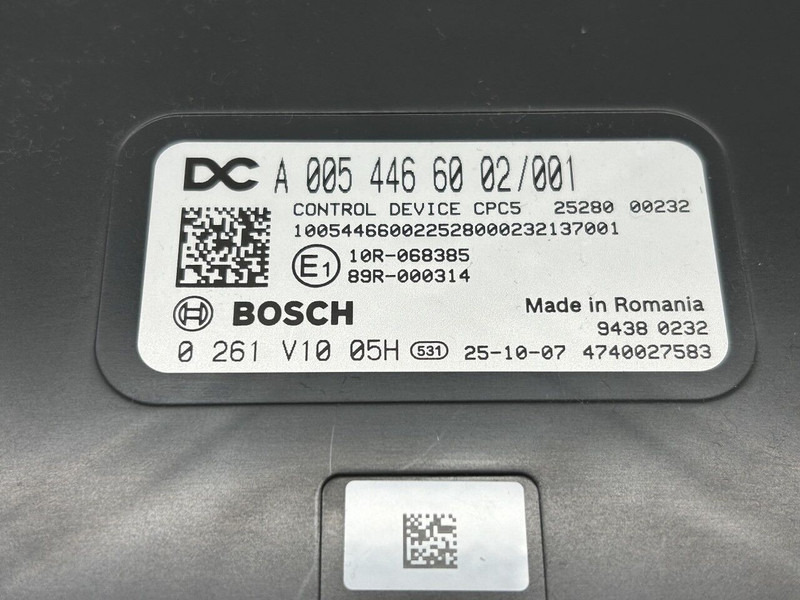 DC A 005 446 60 02/001
CONTROL DEVICE CPC5 25280 00232
10054466002252800023213700​1
E1 10R-068385
89R-000314
BOSCH Made in Romania
9438 0232
0 261 V10 05H 531 25-10-07 4740027583